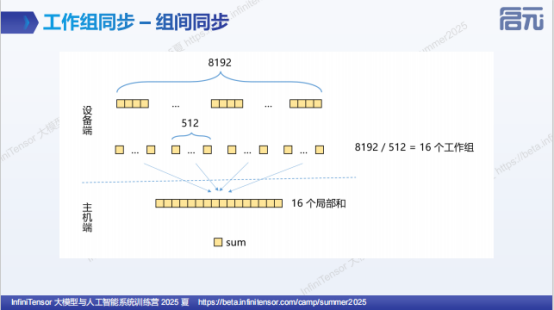 工作组同步 – 组间同步
启元
8192
设备端
...
...
512
...
...
...
...
8192 / 512 = 16 个工作组
主机端
16 个局部和
sum
InfiniTensor 大模型与人工智能系统训练营 2025 夏 https://beta.infinitensor.com/camp/summer2025